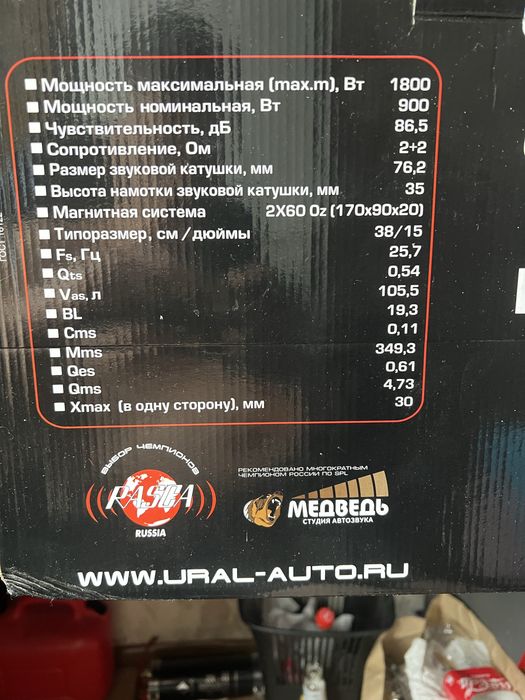 Мощность максимальная (max.m), Вт 1800
Мощность номинальная, Вт 900
Чувствительность, дБ 86,5
Сопротивление, Ом 2+2
Размер звуковой катушки, мм 76,2
Высота намотки звуковой катушки, мм 35
Магнитная система 2X60 Oz (170x90x20)
Типоразмер, см /дюймы 38/15
Fs, Гц 25,7
Qts 0,54
Vas, л 105,5
BL 19,3
Cms 0,11
Mms 349,3
Qes 0,61
Qms 4,73
Xmax (в одну сторону), мм 30
ВЫБОР ЧЕМПИОНОВ
РАSСА
RUSSIA
РЕКОМЕНДОВАНО МНОГОКРАТНЫМ
ЧЕМПИОНОМ РОССИИ ПО SPL
МЕДВЕДЬ
СТУДИЯ АВТОЗВУКА
WWW.URAL-AUTO.RU